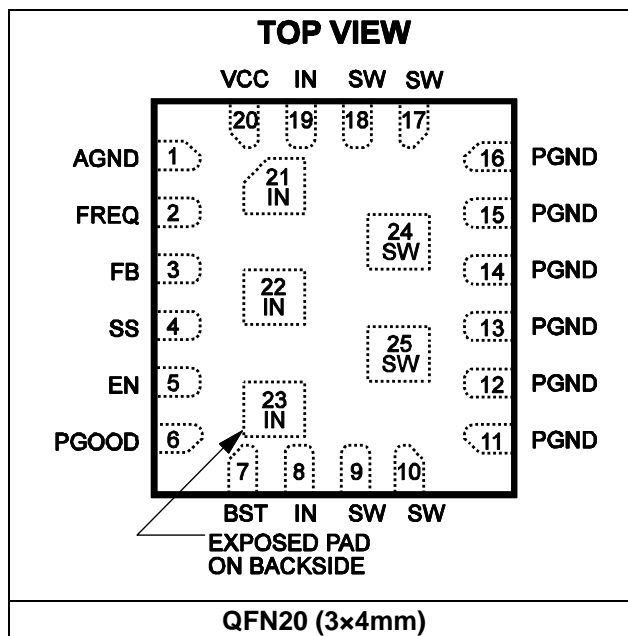 TOP VIEW
VCC IN SW SW
20 19 18 17
AGND 1
FREQ 2
FB 3
SS 4
EN 5
PGOOD 6
21
IN
22
IN
23
IN
24
SW
25
SW
16 PGND
15 PGND
14 PGND
13 PGND
12 PGND
11 PGND
7 8 9 10
BST IN SW SW
EXPOSED PAD
ON BACKSIDE
QFN20 (3×4mm)